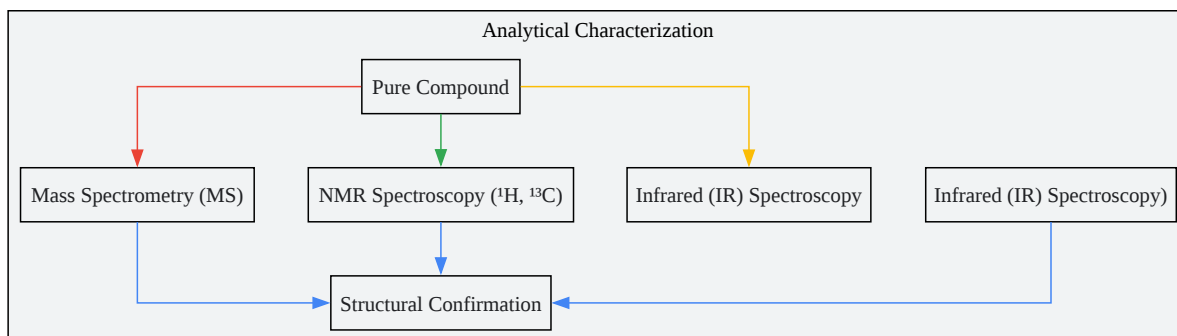 Analytical Characterization
Pure Compound
Mass Spectrometry (MS)
NMR Spectroscopy (¹H, ¹³C)
Infrared (IR) Spectroscopy
Infrared (IR) Spectroscopy)
Structural Confirmation